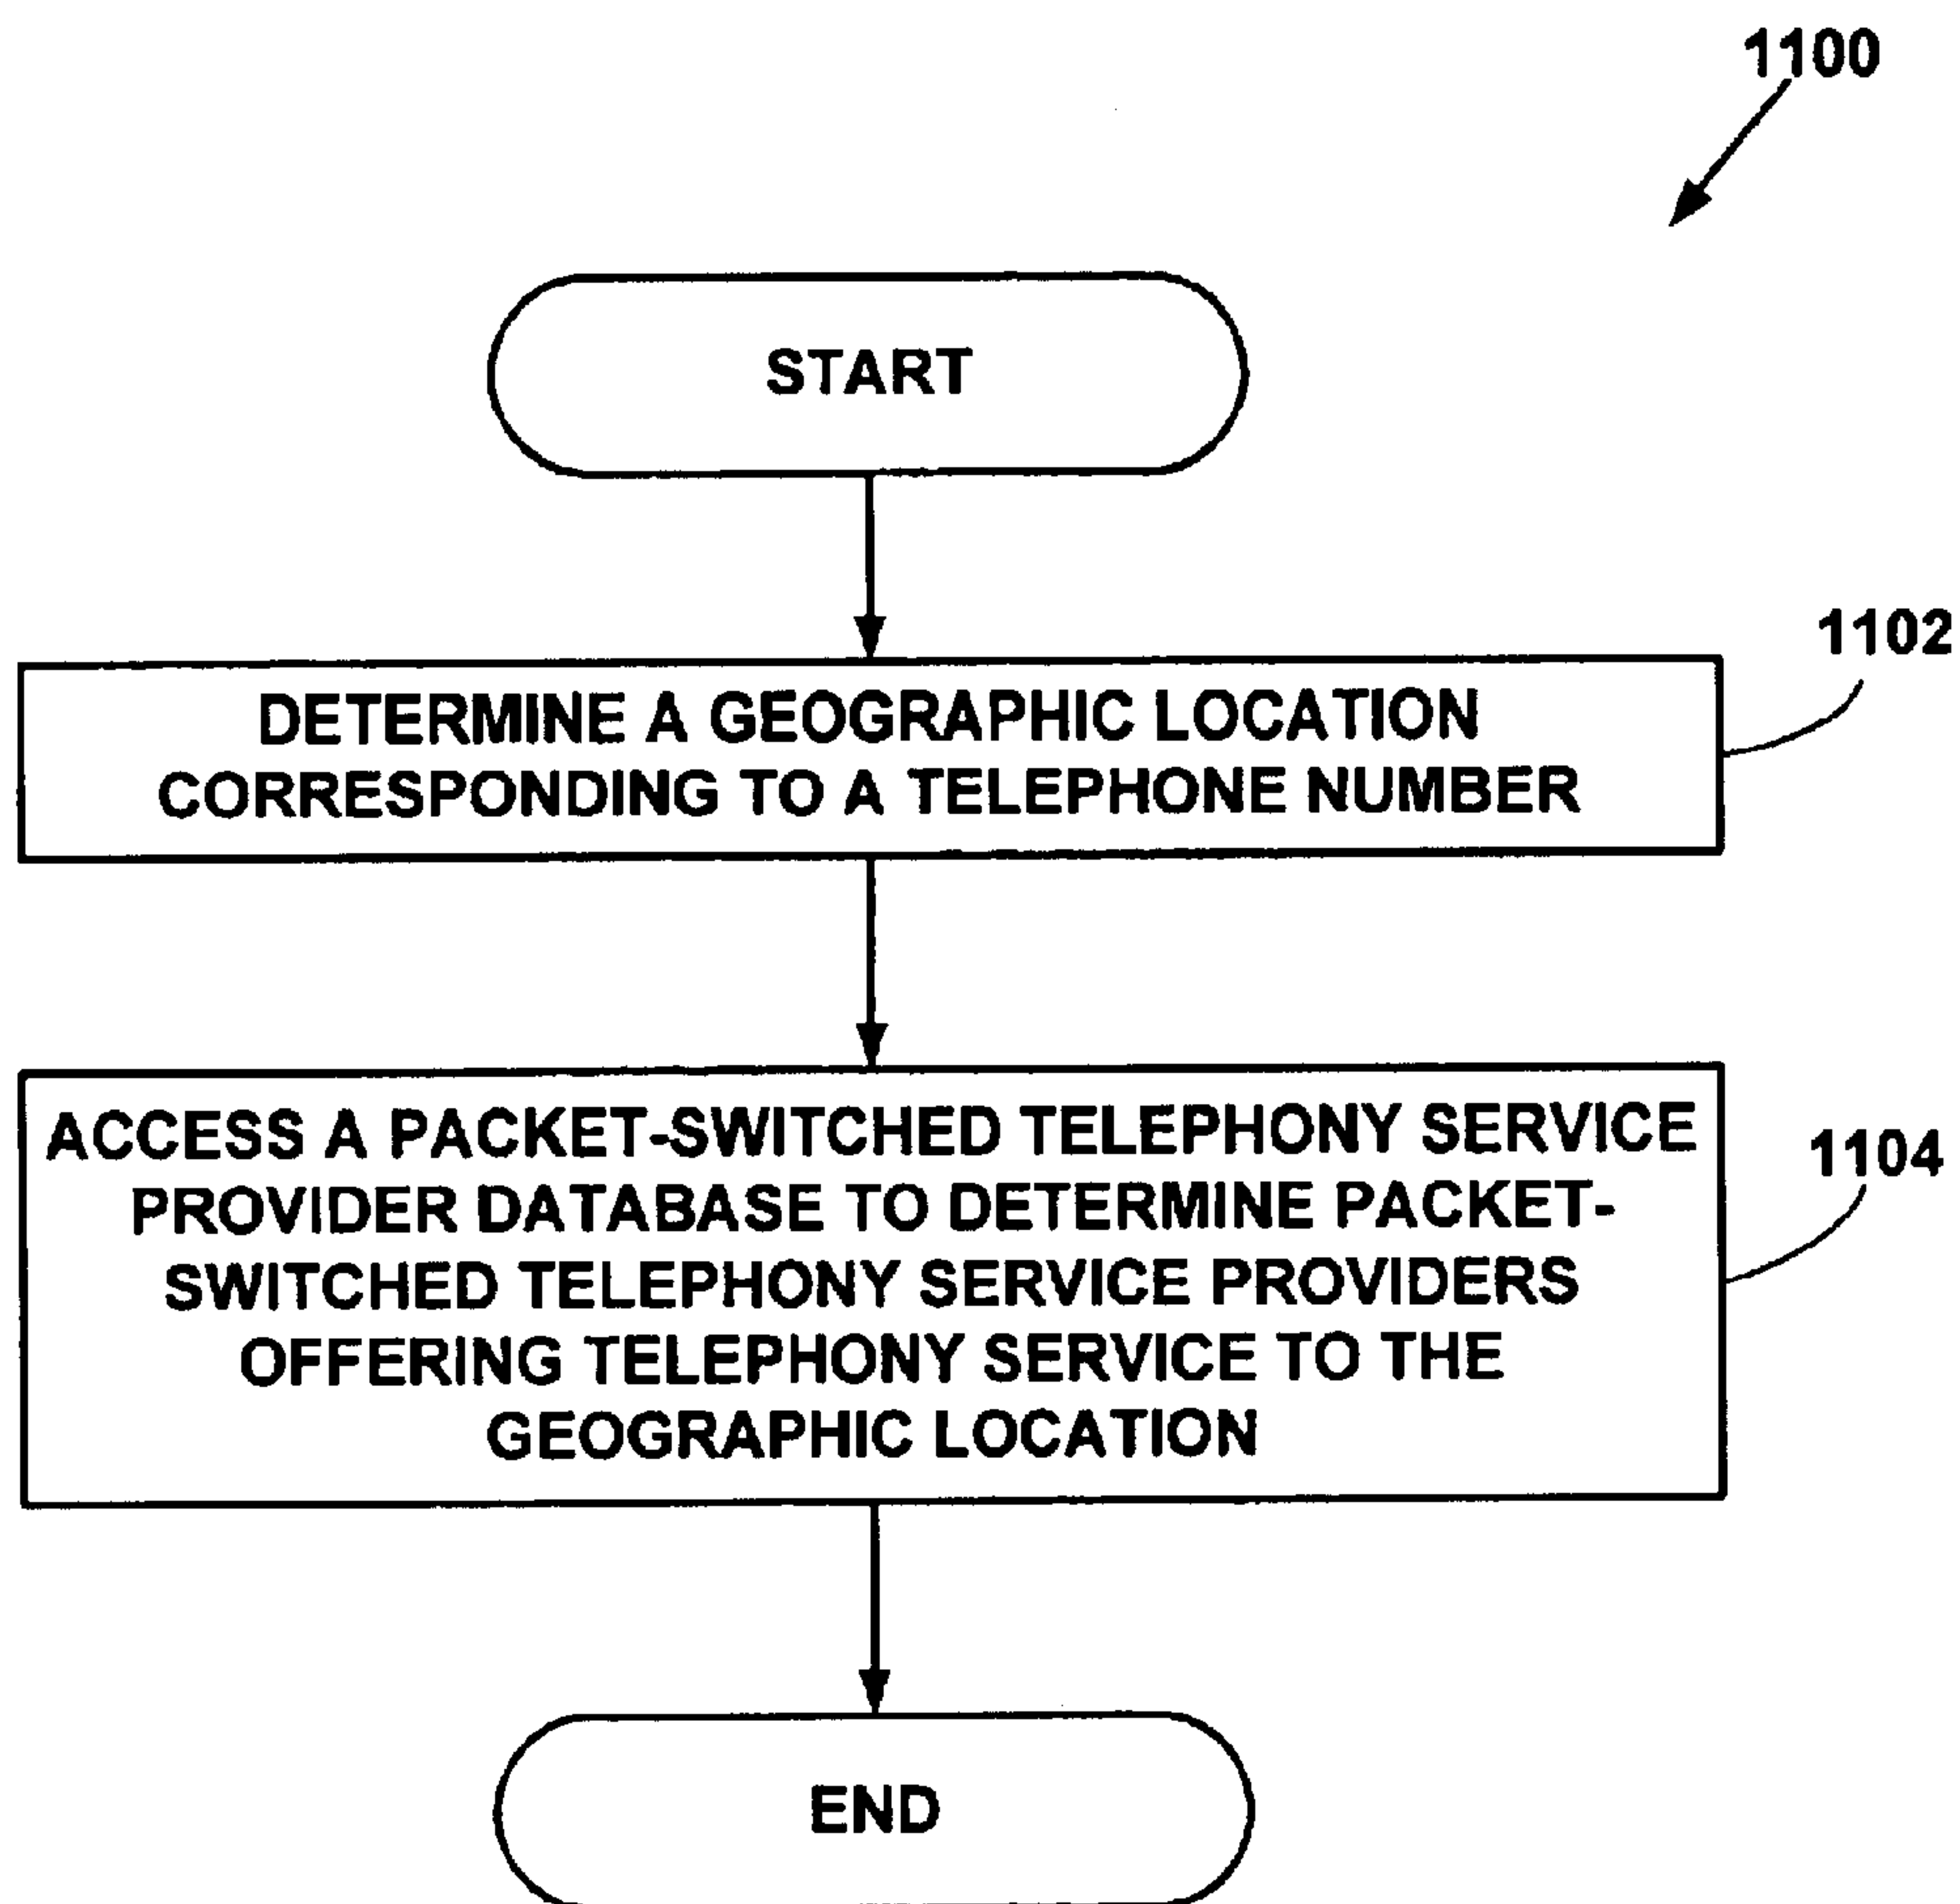 1100
START
1102
DETERMINE A GEOGRAPHIC LOCATION
CORRESPONDING TO A TELEPHONE NUMBER
ACCESS A PACKET-SWITCHED TELEPHONY SERVICE
1104
PROVIDER DATABASE TO DETERMINE PACKET-
SWITCHED TELEPHONY SERVICE PROVIDERS
OFFERING TELEPHONY SERVICE TO THE
GEOGRAPHIC LOCATION
END